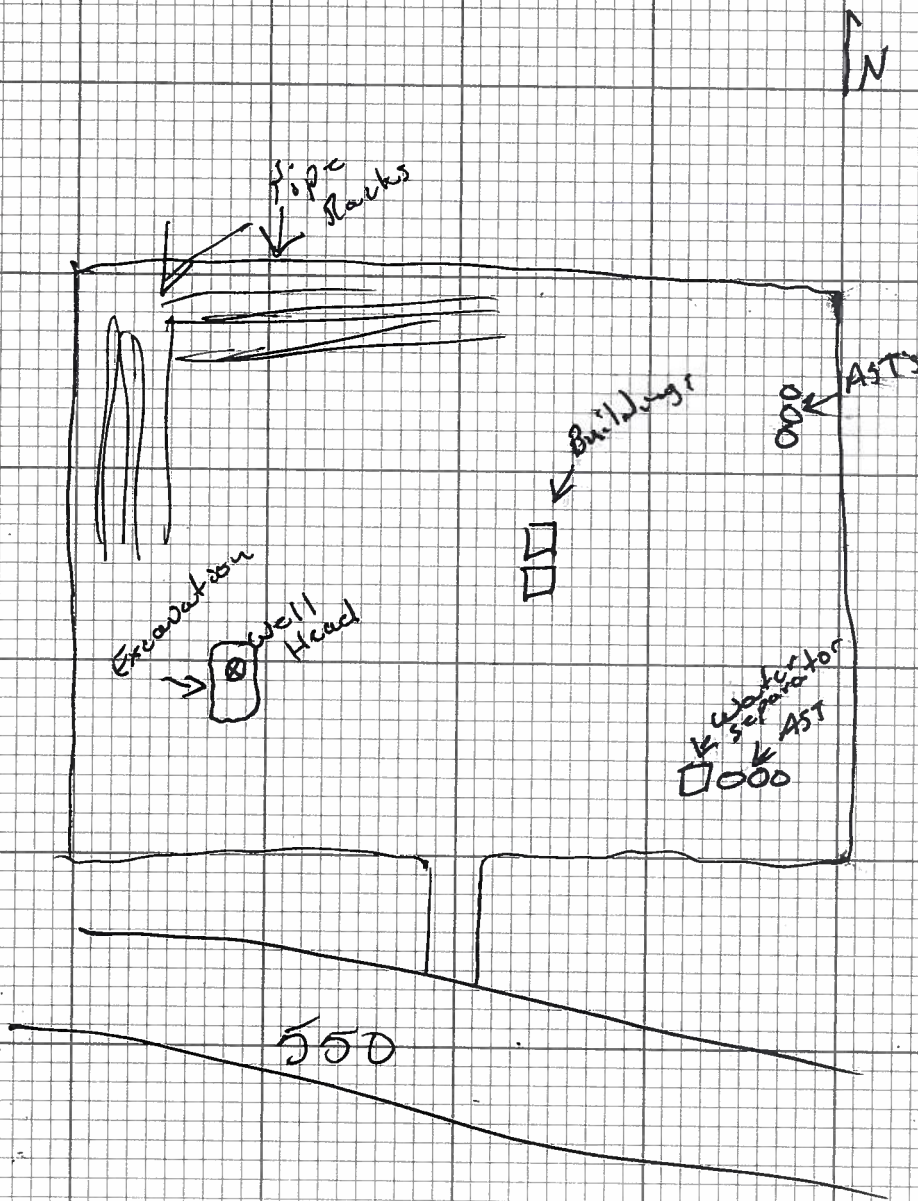 N
Pipe
Racks
AST's
Buildings
Excavation
Well
Head
Water
separator
AST
550